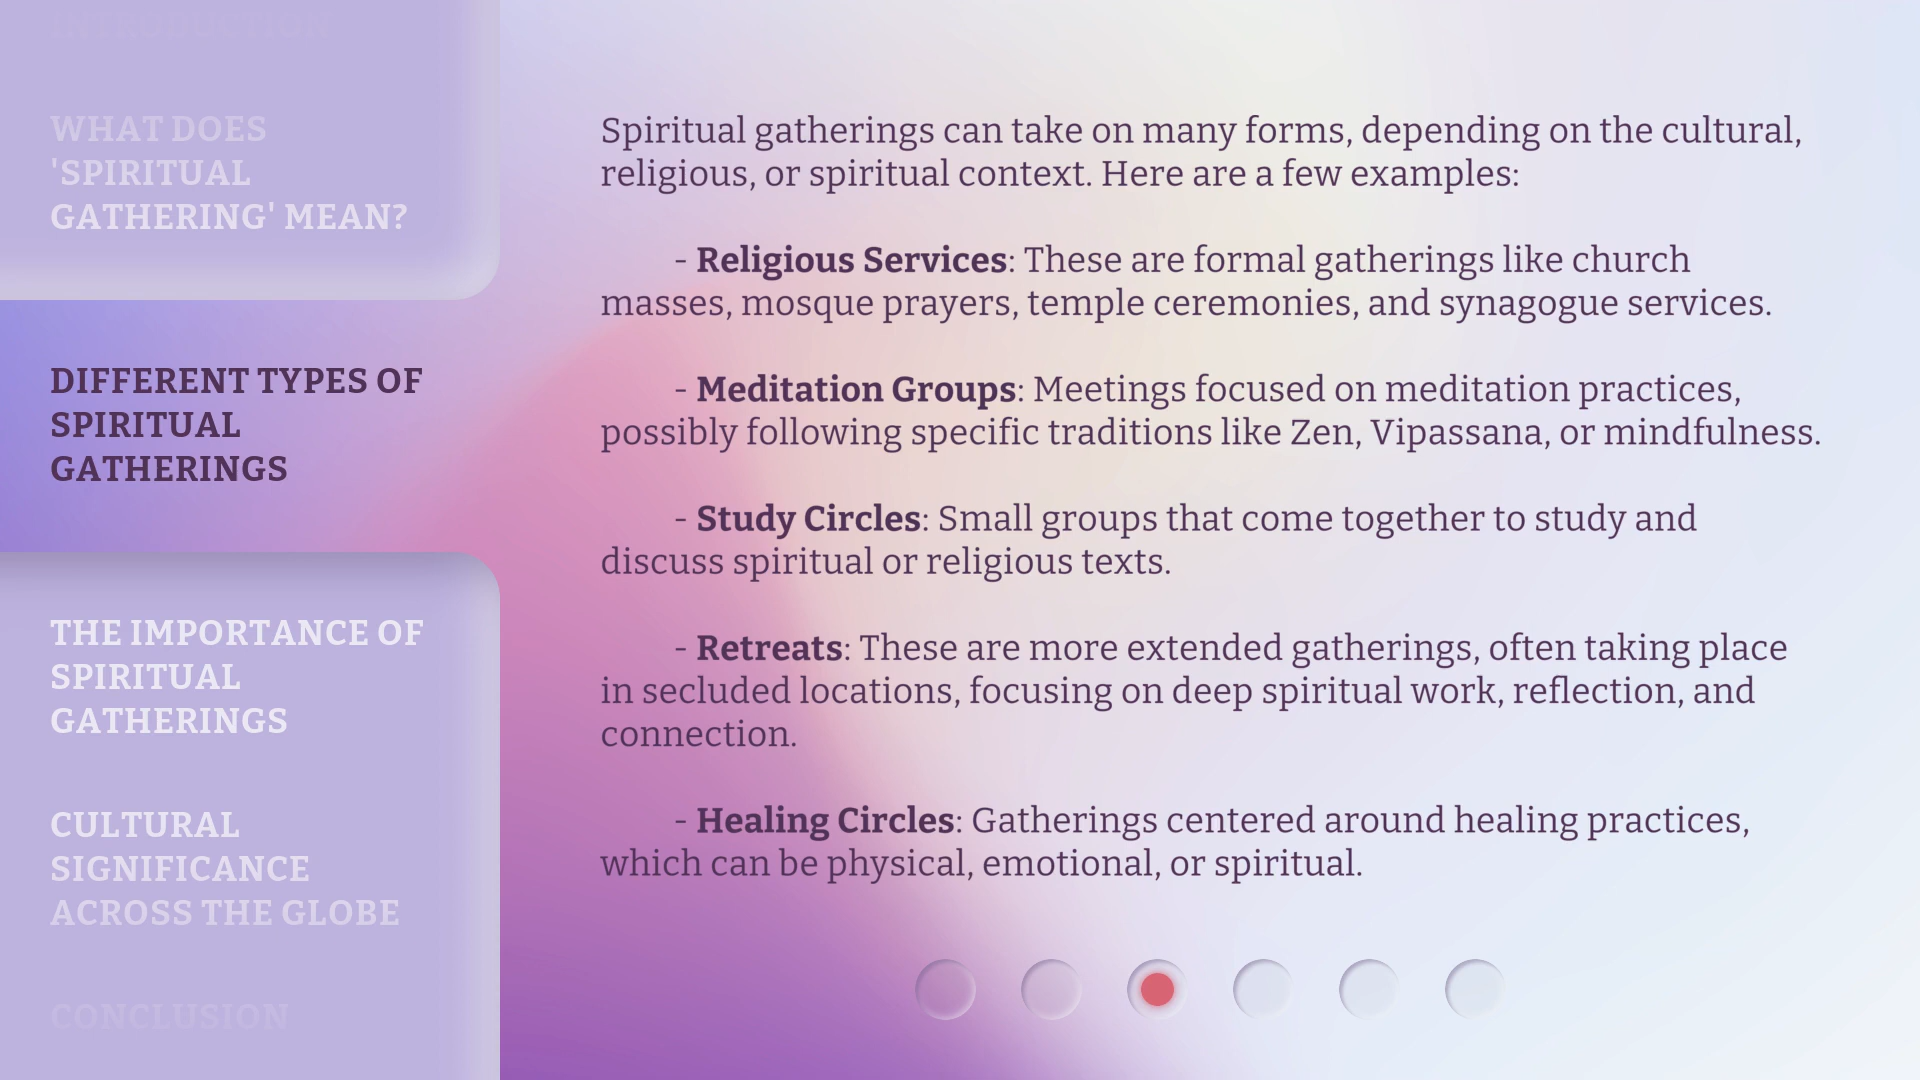 INTRODUCTION
WHAT DOES
'SPIRITUAL
GATHERING' MEAN?
DIFFERENT TYPES OF
SPIRITUAL
GATHERINGS
THE IMPORTANCE OF
SPIRITUAL
GATHERINGS
CULTURAL
SIGNIFICANCE
ACROSS THE GLOBE
CONCLUSION
Spiritual gatherings can take on many forms, depending on the cultural,
religious, or spiritual context. Here are a few examples:
- Religious Services: These are formal gatherings like church
masses, mosque prayers, temple ceremonies, and synagogue services.
- Meditation Groups: Meetings focused on meditation practices,
possibly following specific traditions like Zen, Vipassana, or mindfulness.
- Study Circles: Small groups that come together to study and
discuss spiritual or religious texts.
- Retreats: These are more extended gatherings, often taking place
in secluded locations, focusing on deep spiritual work, reflection, and
connection.
- Healing Circles: Gatherings centered around healing practices,
which can be physical, emotional, or spiritual.